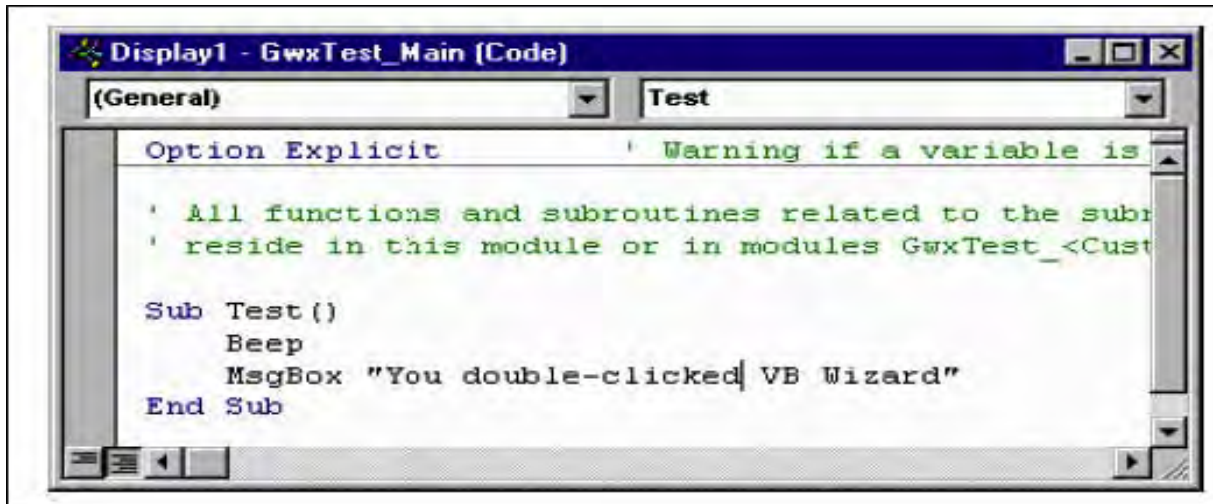 Display1 - GwxTest_Main (Code)
(General) Test
Option Explicit ' Warning if a variable is
' All functions and subroutines related to the subr
' reside in this module or in modules GwxTest_<Cust
Sub Test()
Beep
MsgBox "You double-clicked VB Wizard"
End Sub